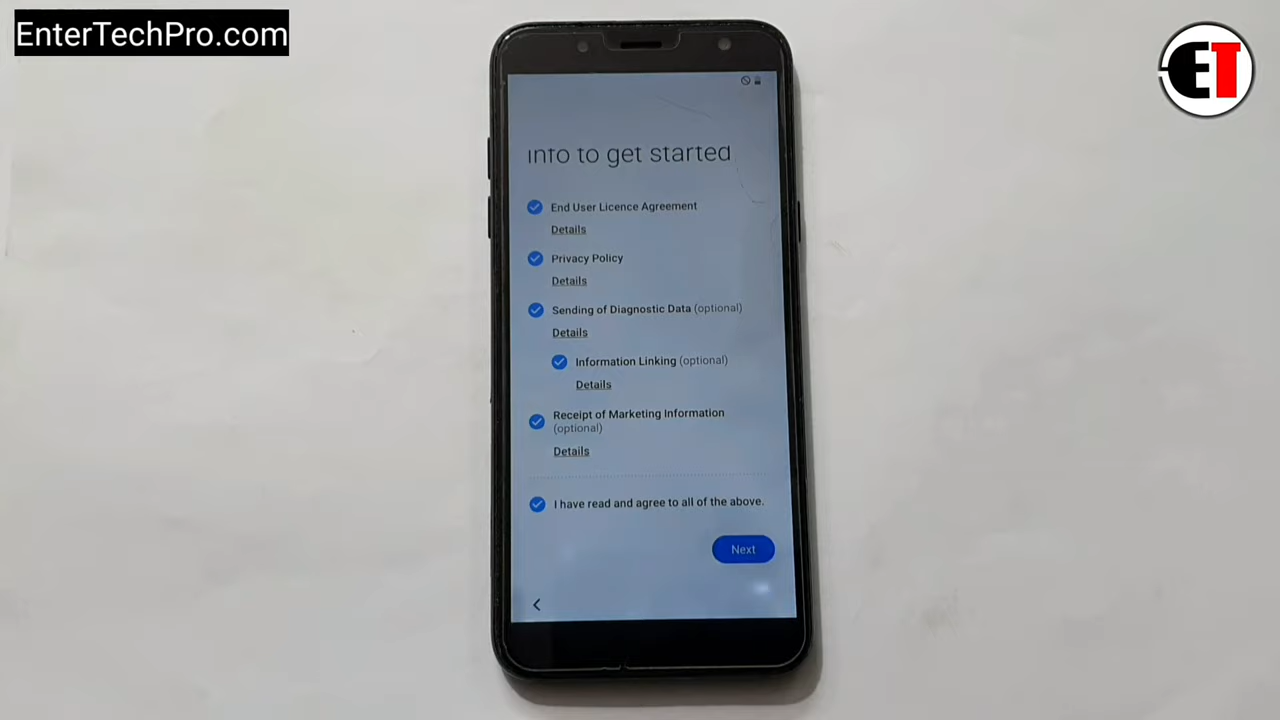 EnterTechPro.com
ET
Info to get started
End User Licence Agreement
Details
Privacy Policy
Details
Sending of Diagnostic Data (optional)
Details
Information Linking (optional)
Details
Receipt of Marketing Information
(optional)
Details
I have read and agree to all of the above.
Next